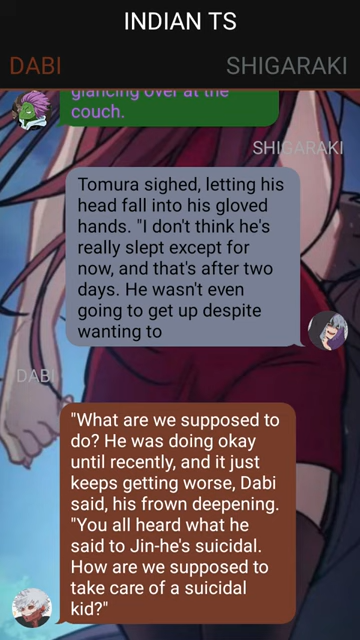 INDIAN TS
DABI
SHIGARAKI
glancing over at the
couch.
SHIGARAKI
Tomura sighed, letting his
head fall into his gloved
hands. "I don't think he's
really slept except for
now, and that's after two
days. He wasn't even
going to get up despite
wanting to
DABI
"What are we supposed to
do? He was doing okay
until recently, and it just
keeps getting worse, Dabi
said, his frown deepening.
"You all heard what he
said to Jin-he's suicidal.
How are we supposed to
take care of a suicidal
kid?"